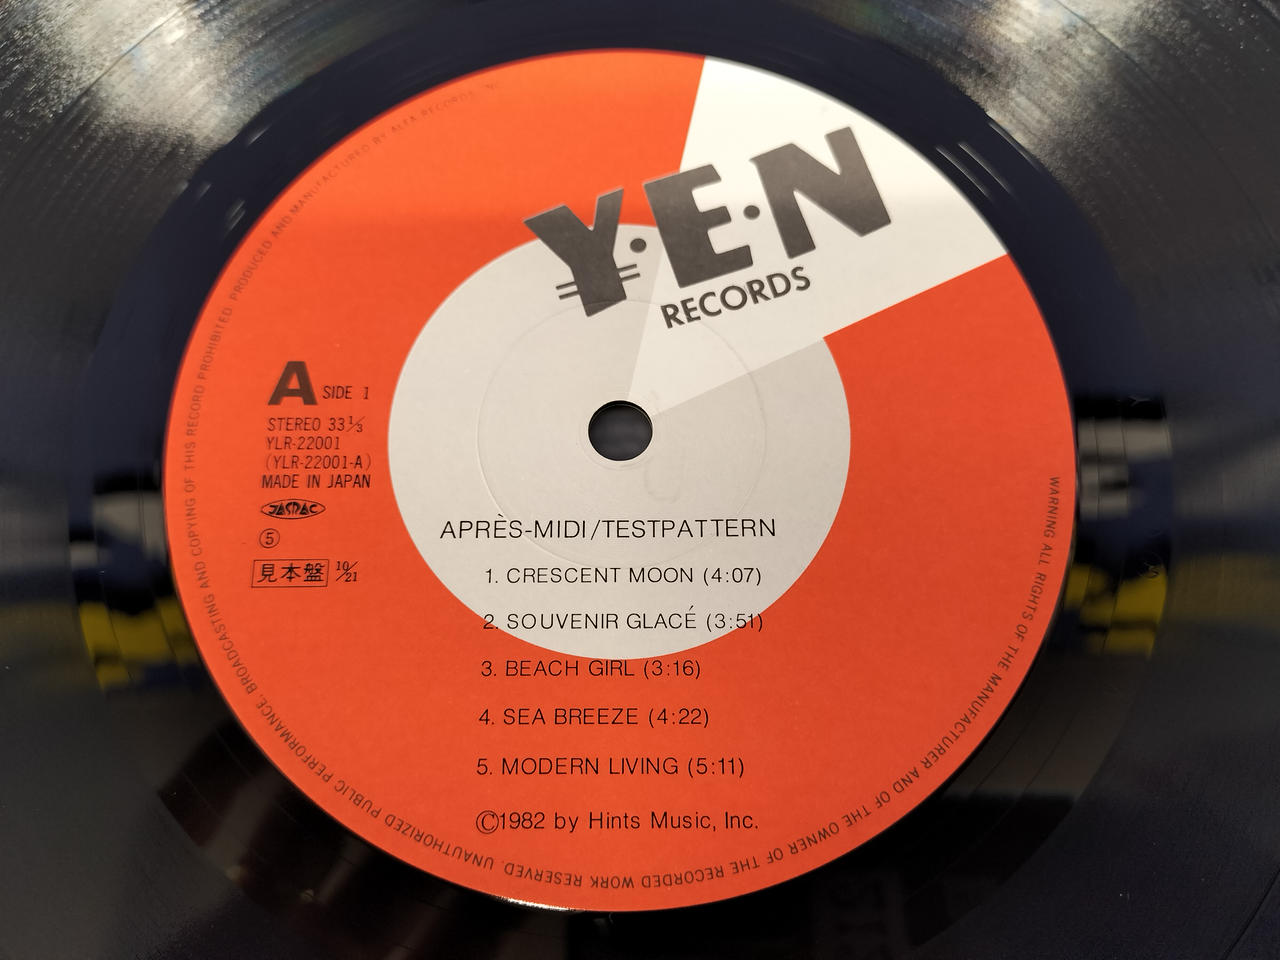 Y·E·N
RECORDS
A SIDE 1
STEREO 33⅓
YLR-22001
(YLR-22001-A)
MADE IN JAPAN
JASRAC
⑤
見本盤 10/21
APRÈS-MIDI/TESTPATTERN
1. CRESCENT MOON (4:07)
2. SOUVENIR GLACÉ (3:51)
3. BEACH GIRL (3:16)
4. SEA BREEZE (4:22)
5. MODERN LIVING (5:11)
©1982 by Hints Music, Inc.
WARNING ALL RIGHTS OF THE MANUFACTURER AND OF THE OWNER OF THE RECORDED WORK RESERVED. UNAUTHORIZED PUBLIC PERFORMANCE, BROADCASTING AND COPYING OF THIS RECORD PROHIBITED PRODUCED AND MANUFACTURED BY ALFA RECORDS, INC.